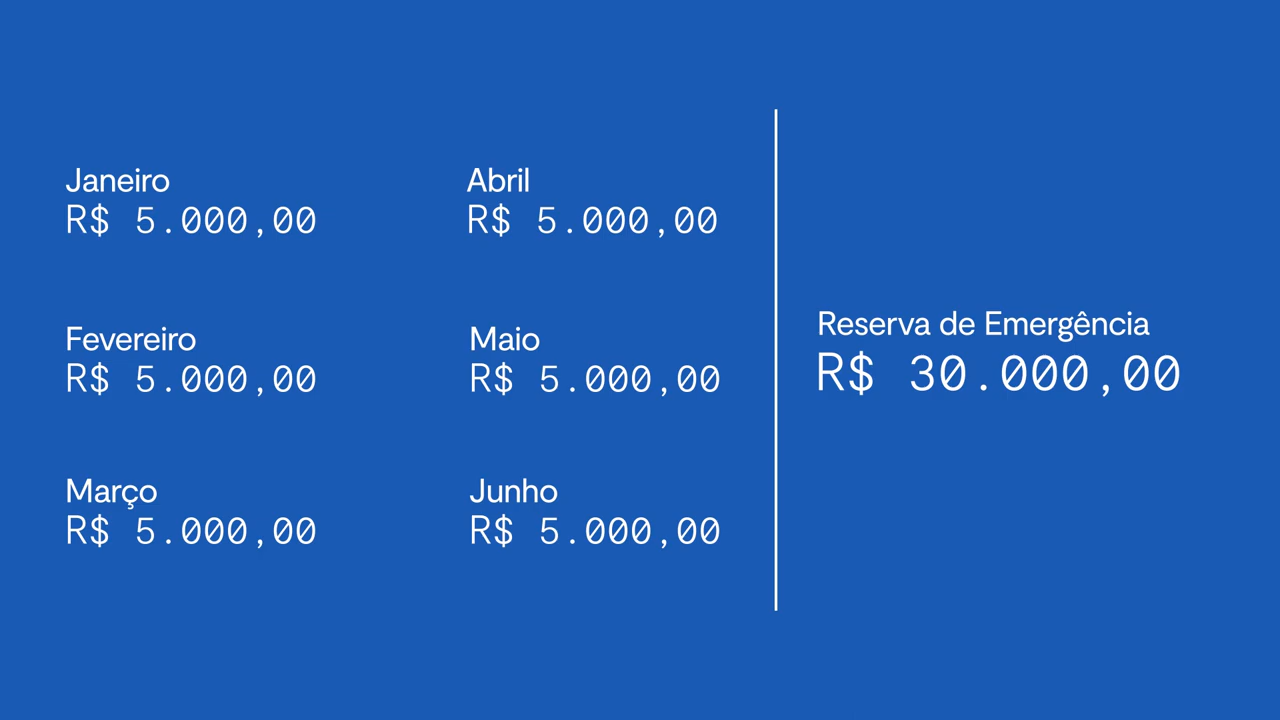 Janeiro
R$ 5.000,00
Fevereiro
R$ 5.000,00
Março
R$ 5.000,00
Abril
R$ 5.000,00
Maio
R$ 5.000,00
Junho
R$ 5.000,00
Reserva de Emergência
R$ 30.000,00